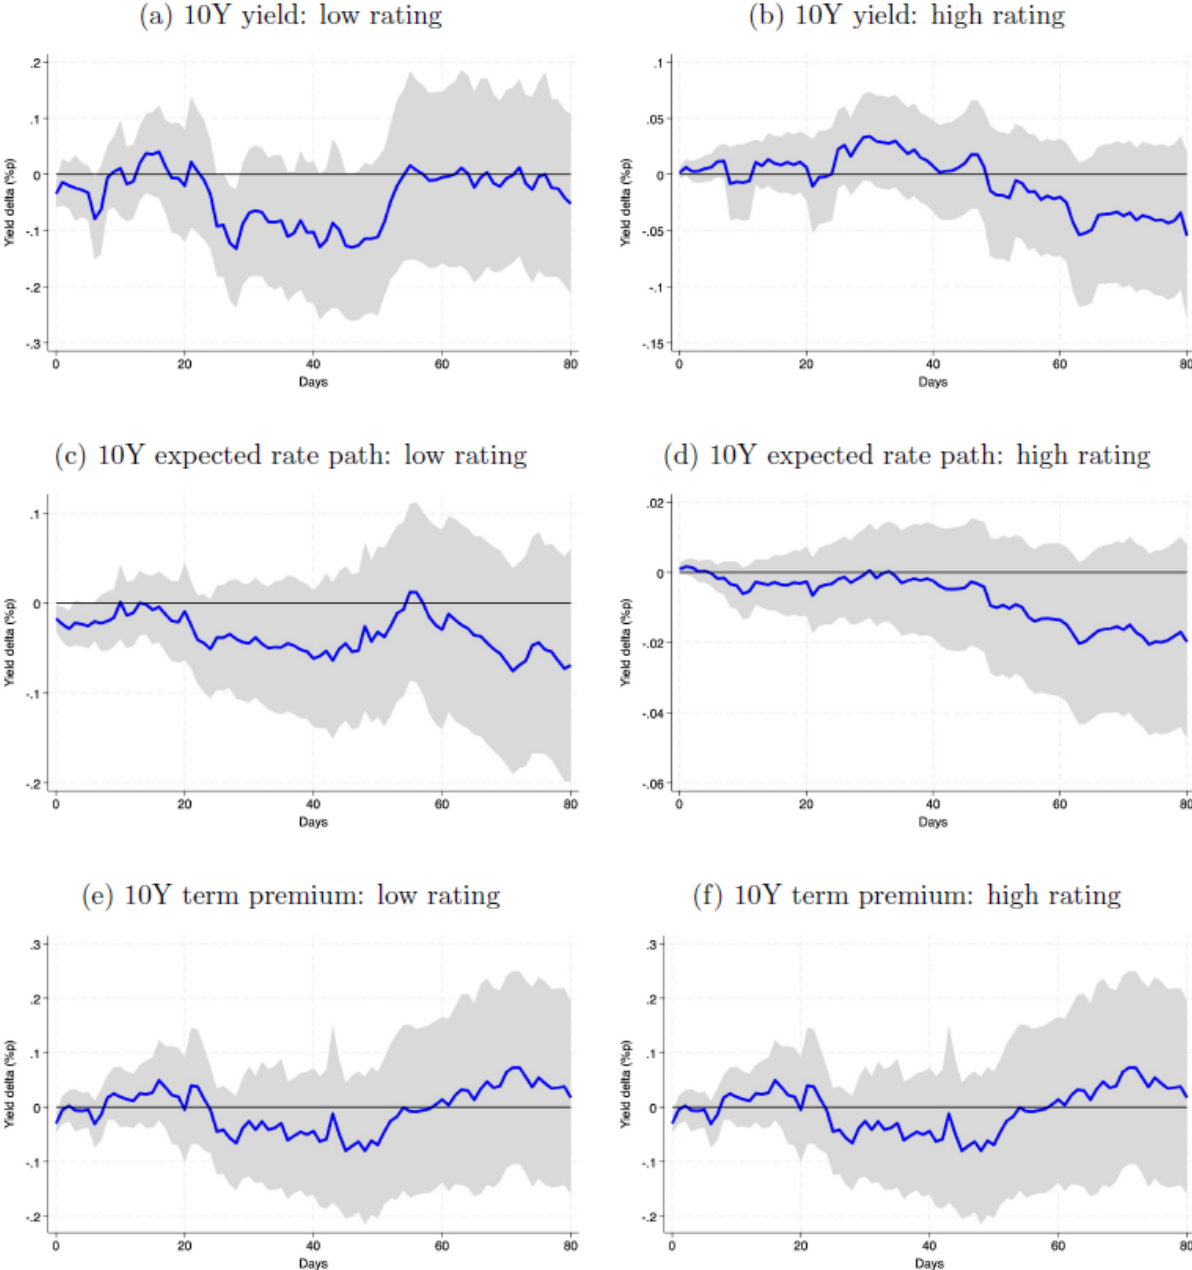 (a) 10Y yield: low rating
(b) 10Y yield: high rating
.2
.1
0
-.1
-.2
-.3
Yield delta (%p)
0 20 40 60 80
Days
.1
.05
0
-.05
-.1
-.15
Yield delta (%p)
0 20 40 60 80
Days
(c) 10Y expected rate path: low rating
(d) 10Y expected rate path: high rating
.1
0
-.1
-.2
Yield delta (%p)
0 20 40 60 80
Days
.02
0
-.02
-.04
-.06
Yield delta (%p)
0 20 40 60 80
Days
(e) 10Y term premium: low rating
(f) 10Y term premium: high rating
.3
.2
.1
0
-.1
-.2
Yield delta (%p)
0 20 40 60 80
Days
.3
.2
.1
0
-.1
-.2
Yield delta (%p)
0 20 40 60 80
Days